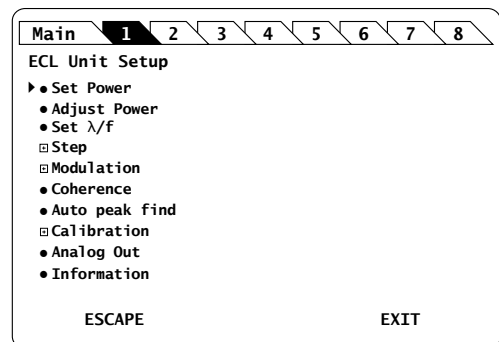 Main 1 2 3 4 5 6 7 8
ECL Unit Setup
Set Power
Adjust Power
Set λ/f
Step
Modulation
Coherence
Auto peak find
Calibration
Analog Out
Information
ESCAPE EXIT